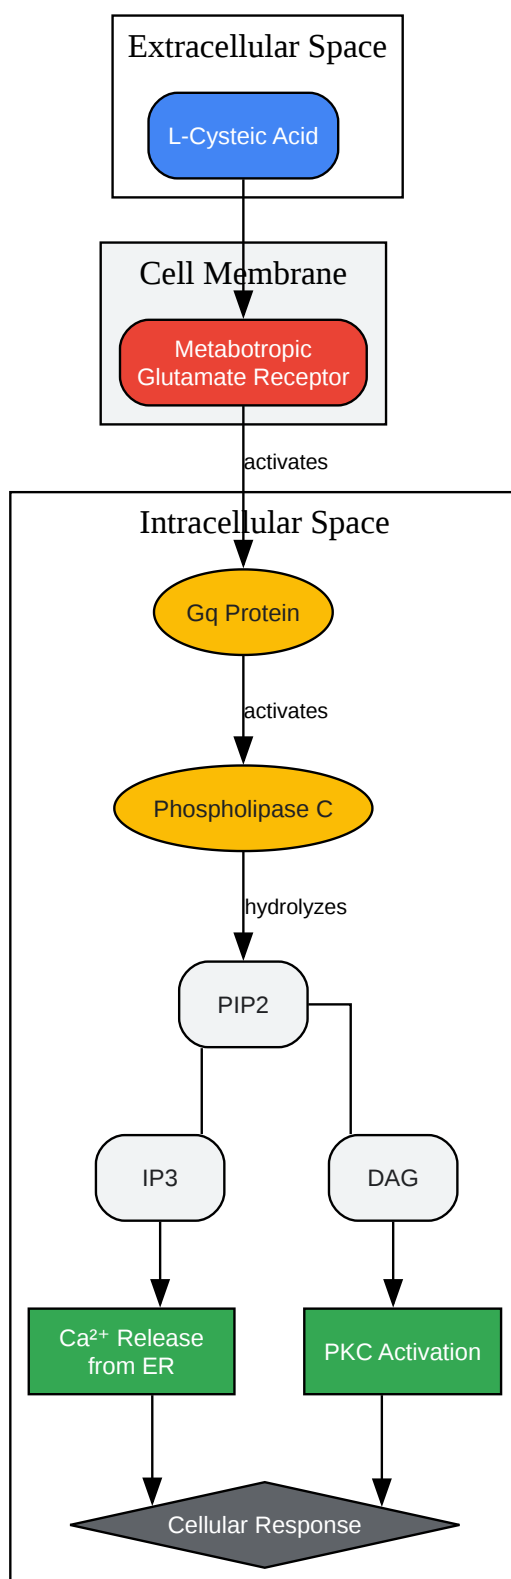 Extracellular Space
L-Cysteic Acid
Cell Membrane
Metabotropic
Glutamate Receptor
activates
Intracellular Space
Gq Protein
activates
Phospholipase C
hydrolyzes
PIP2
IP3
DAG
Ca²⁺ Release
from ER
PKC Activation
Cellular Response